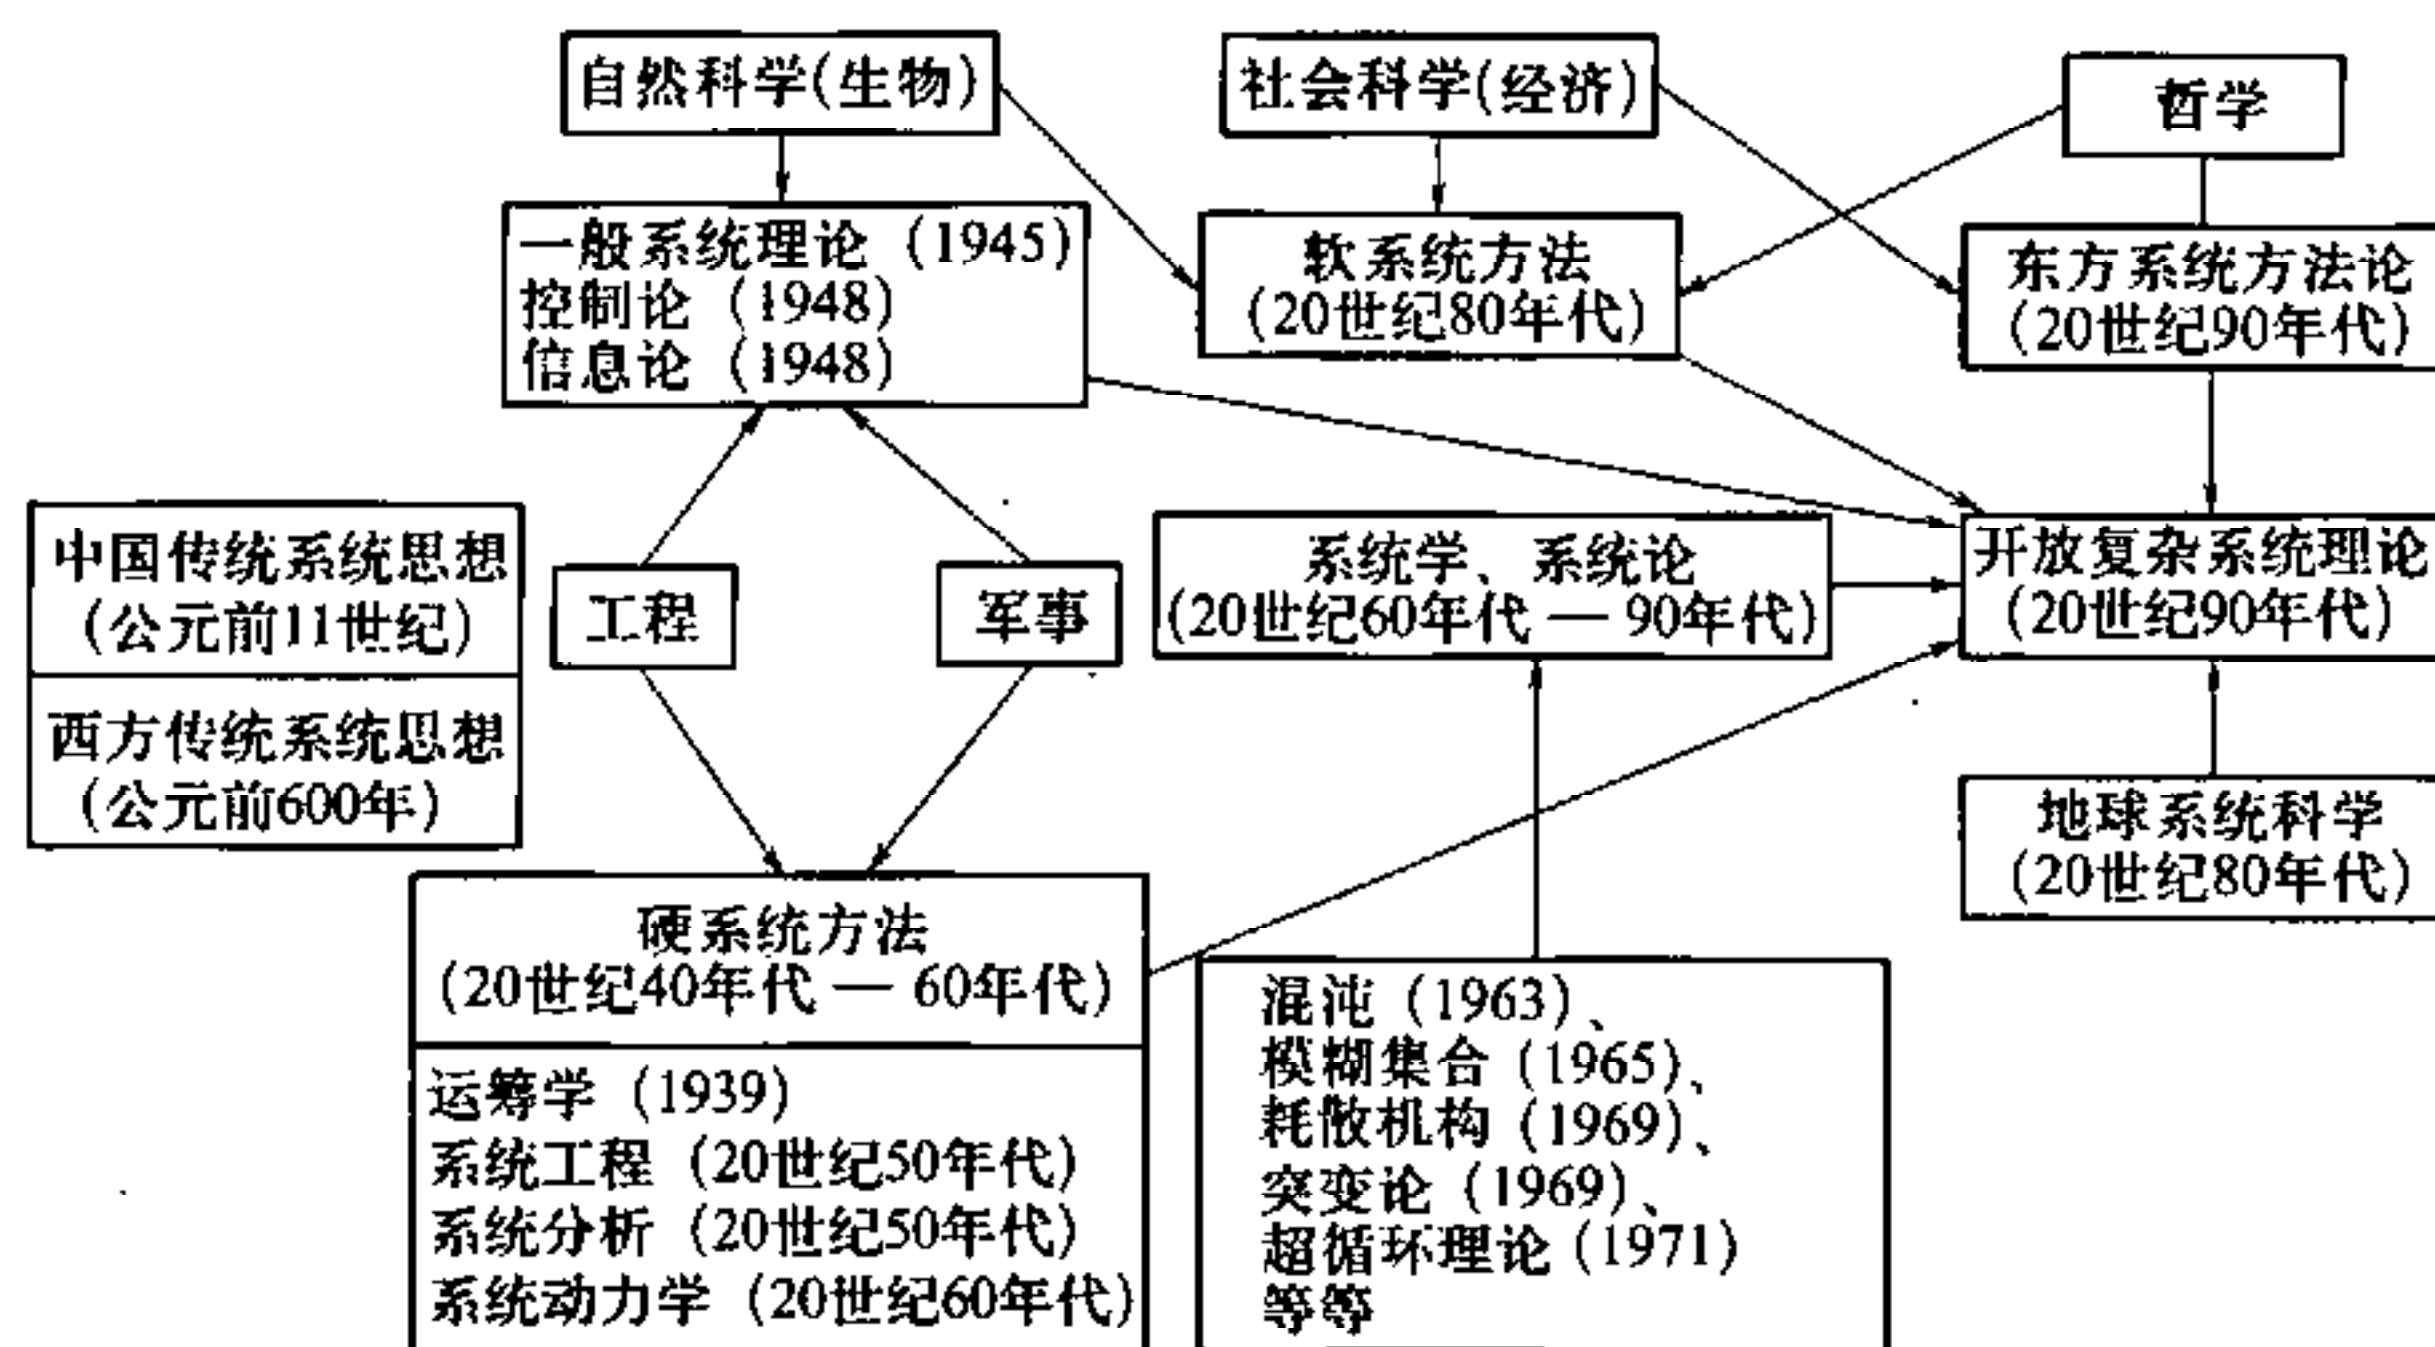 自然科学(生物)
社会科学(经济)
哲学
一般系统理论（1945）
控制论（1948）
信息论（1948）
软系统方法
(20世纪80年代)
东方系统方法论
(20世纪90年代)
中国传统系统思想
(公元前11世纪)
西方传统系统思想
(公元前600年)
工程
军事
系统学、系统论
(20世纪60年代 — 90年代)
开放复杂系统理论
(20世纪90年代)
地球系统科学
(20世纪80年代)
硬系统方法
(20世纪40年代 — 60年代)
运筹学（1939）
系统工程（20世纪50年代）
系统分析（20世纪50年代）
系统动力学（20世纪60年代）
混沌（1963）、
模糊集合（1965）、
耗散机构（1969）、
突变论（1969）、
超循环理论（1971）
等等